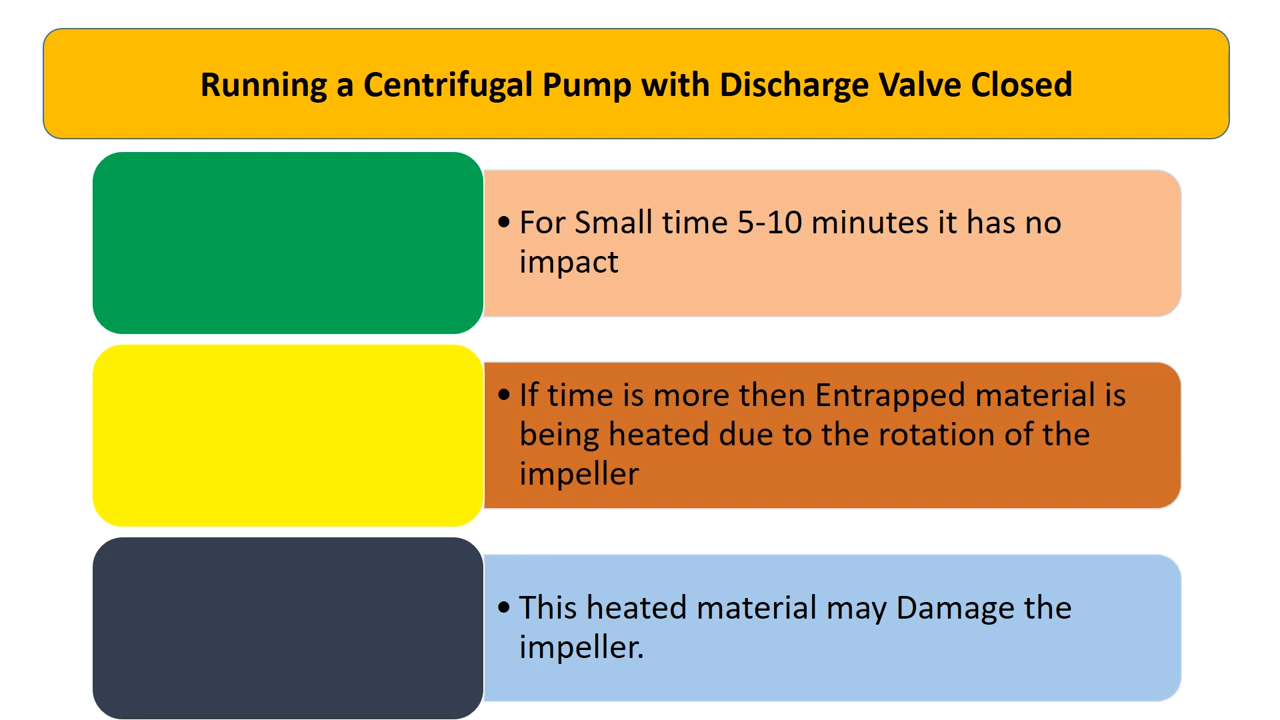 Running a Centrifugal Pump with Discharge Valve Closed
• For Small time 5-10 minutes it has no
impact
• If time is more then Entrapped material is
being heated due to the rotation of the
impeller
• This heated material may Damage the
impeller.